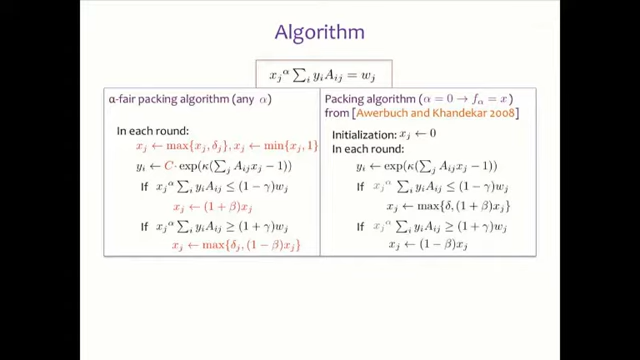 Algorithm
x_j^α ∑_i y_i A_ij = w_j
α-fair packing algorithm (any α)
In each round:
x_j ← max{x_j, δ_j}, x_j ← min{x_j, 1}
y_i ← C · exp(κ(∑_j A_ij x_j − 1))
If x_j^α ∑_i y_i A_ij ≤ (1 − γ)w_j
x_j ← (1 + β)x_j
If x_j^α ∑_i y_i A_ij ≥ (1 + γ)w_j
x_j ← max{δ_j, (1 − β)x_j}
Packing algorithm (α = 0 → f_α = x)
from [Awerbuch and Khandekar 2008]
Initialization: x_j ← 0
In each round:
y_i ← exp(κ(∑_j A_ij x_j − 1))
If x_j^α ∑_i y_i A_ij ≤ (1 − γ)w_j
x_j ← max{δ, (1 + β)x_j}
If x_j^α ∑_i y_i A_ij ≥ (1 + γ)w_j
x_j ← (1 − β)x_j